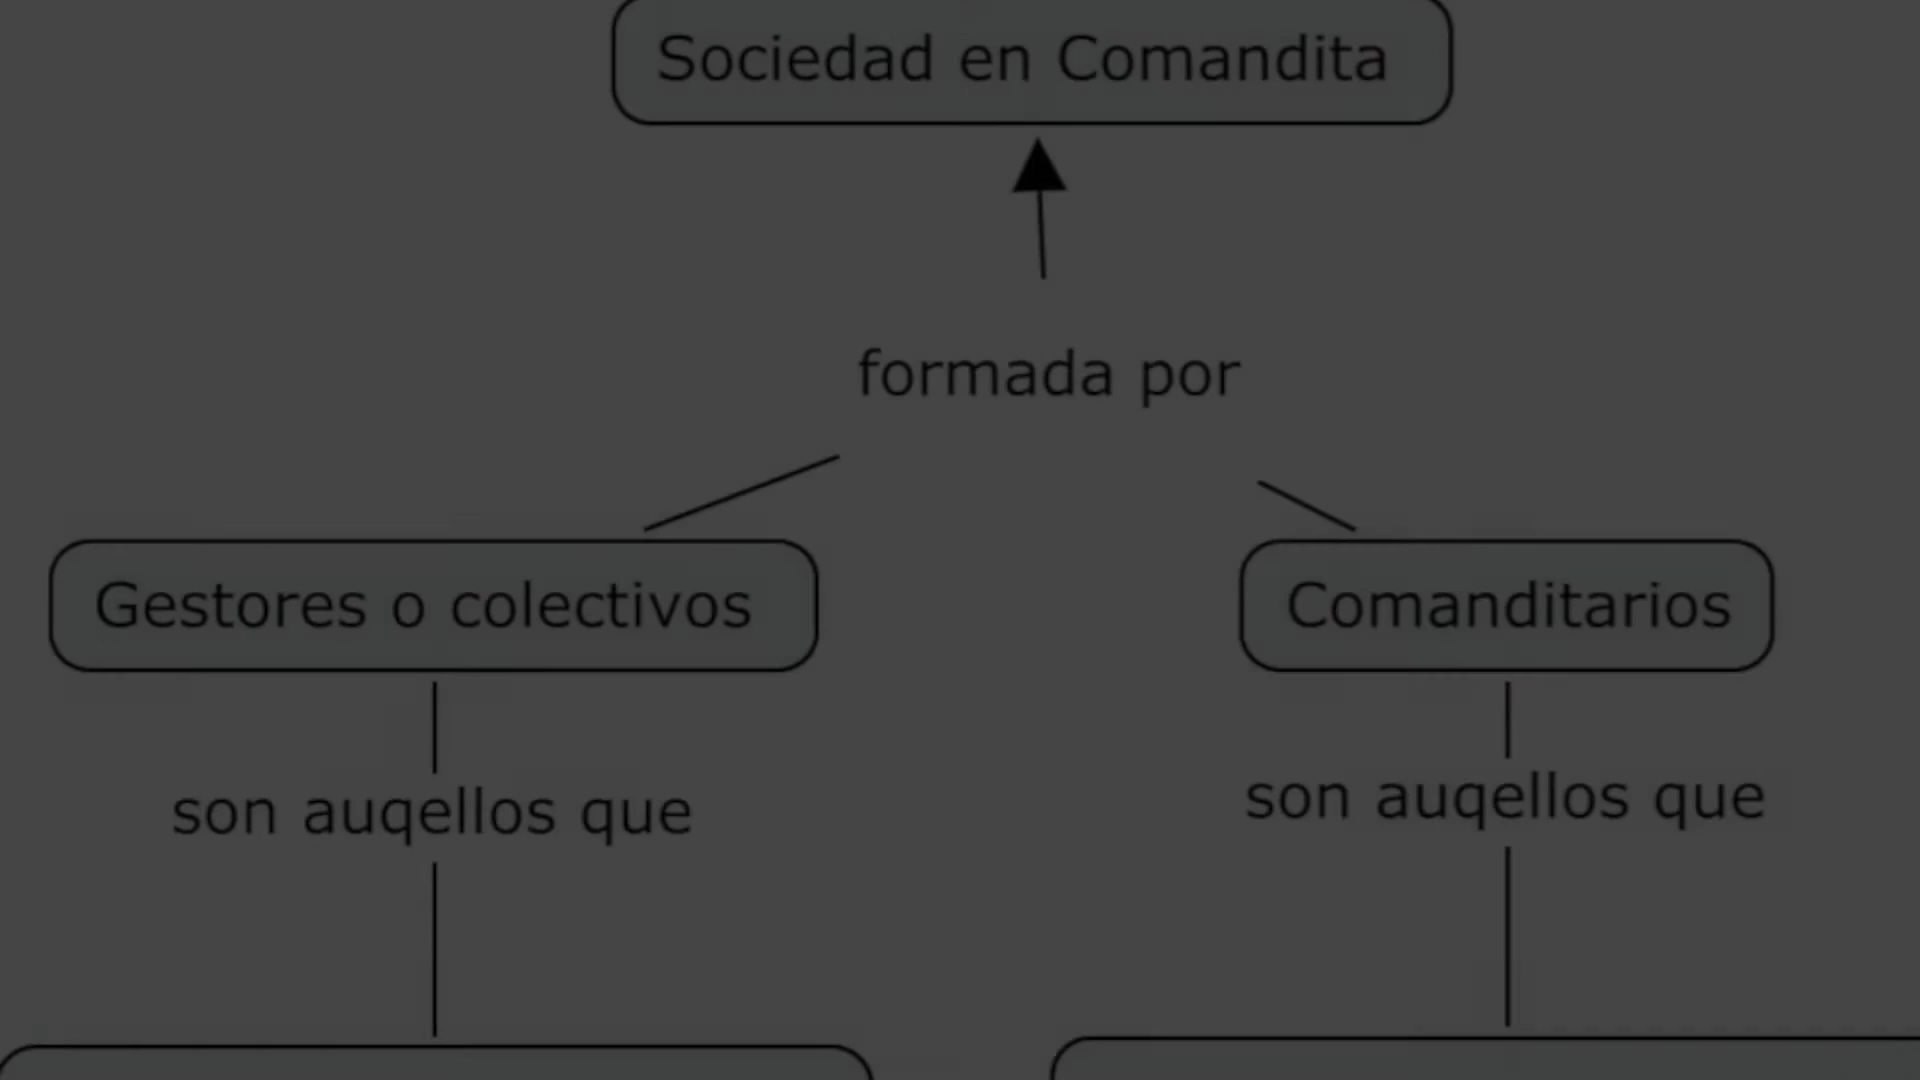 Sociedad en Comandita
formada por
Gestores o colectivos
Comanditarios
son auqellos que
son auqellos que